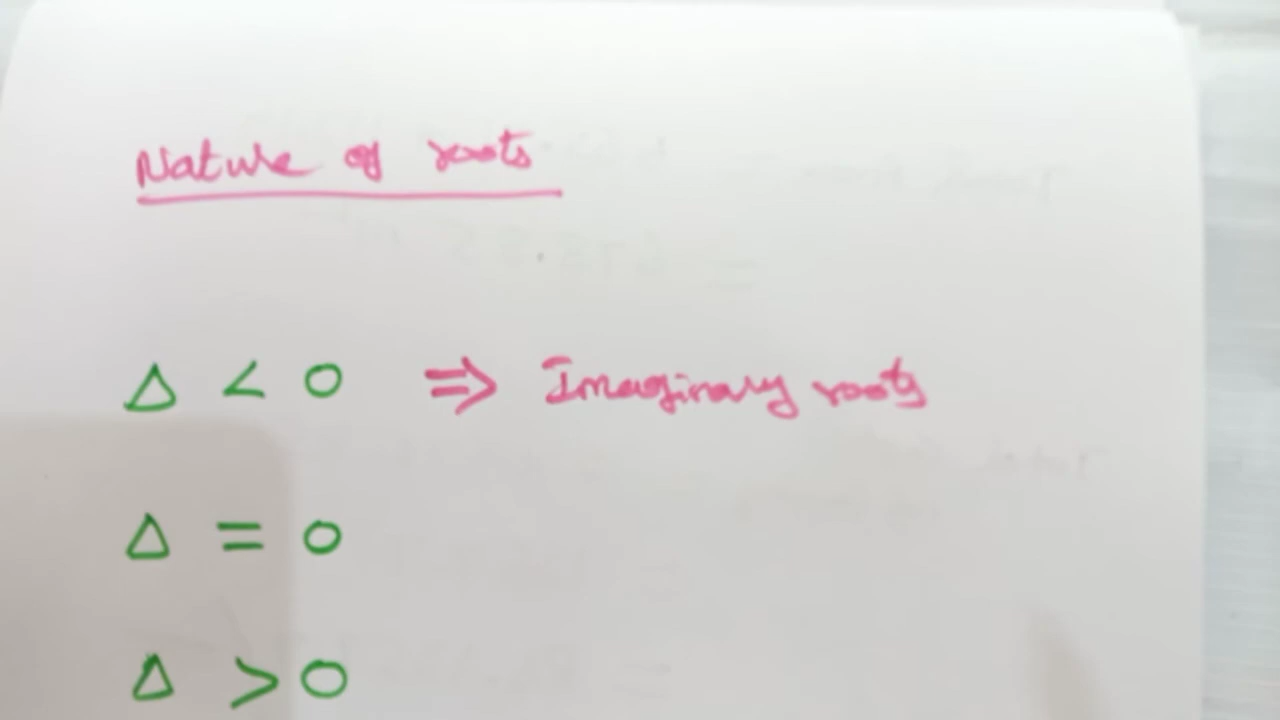 Nature of roots
Δ < 0 ⇒ Imaginary roots
Δ = 0
Δ > 0